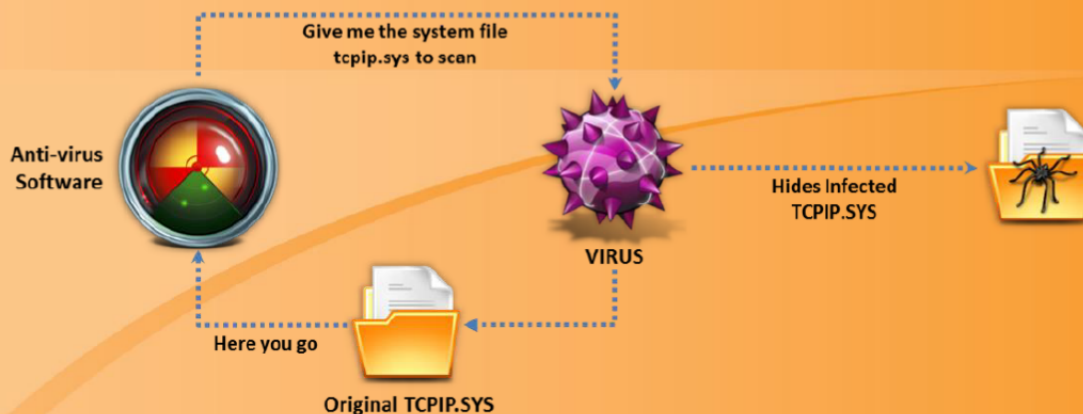 Give me the system file
tcpip.sys to scan
Anti-virus
Software
Hides Infected
TCPIP.SYS
VIRUS
Here you go
Original TCPIP.SYS